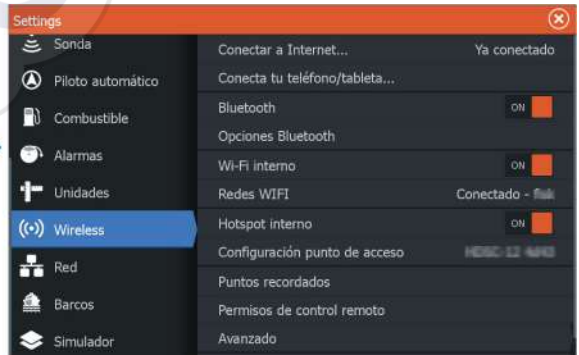 Settings
Sonda
Piloto automático
Combustible
Alarmas
Unidades
Wireless
Red
Barcos
Simulador
Conectar a Internet... Ya conectado
Conecta tu teléfono/tableta...
Bluetooth ON
Opciones Bluetooth
Wi-Fi interno ON
Redes WIFI Conectado -
Hotspot interno ON
Configuración punto de acceso
Puntos recordados
Permisos de control remoto
Avanzado